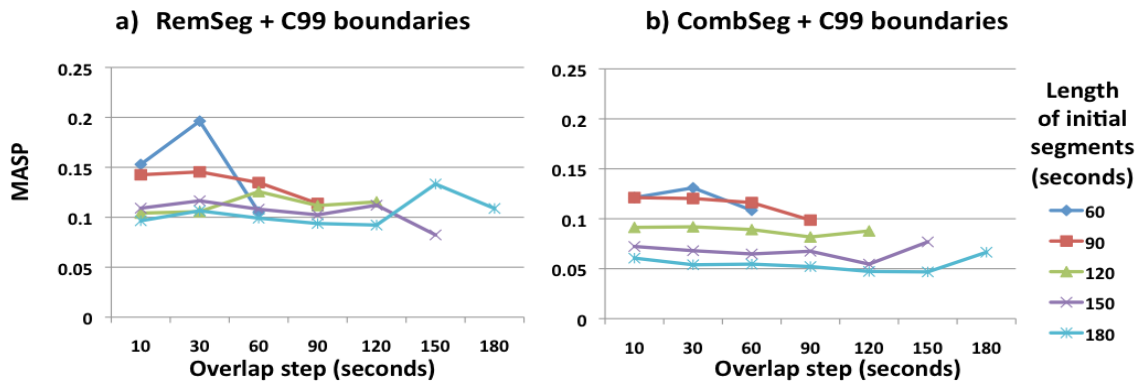 a) RemSeg + C99 boundaries
b) CombSeg + C99 boundaries
MASP
0.25
0.2
0.15
0.1
0.05
0
10 30 60 90 120 150 180
Overlap step (seconds)
0.25
0.2
0.15
0.1
0.05
0
10 30 60 90 120 150 180
Overlap step (seconds)
Length
of initial
segments
(seconds)
60
90
120
150
180